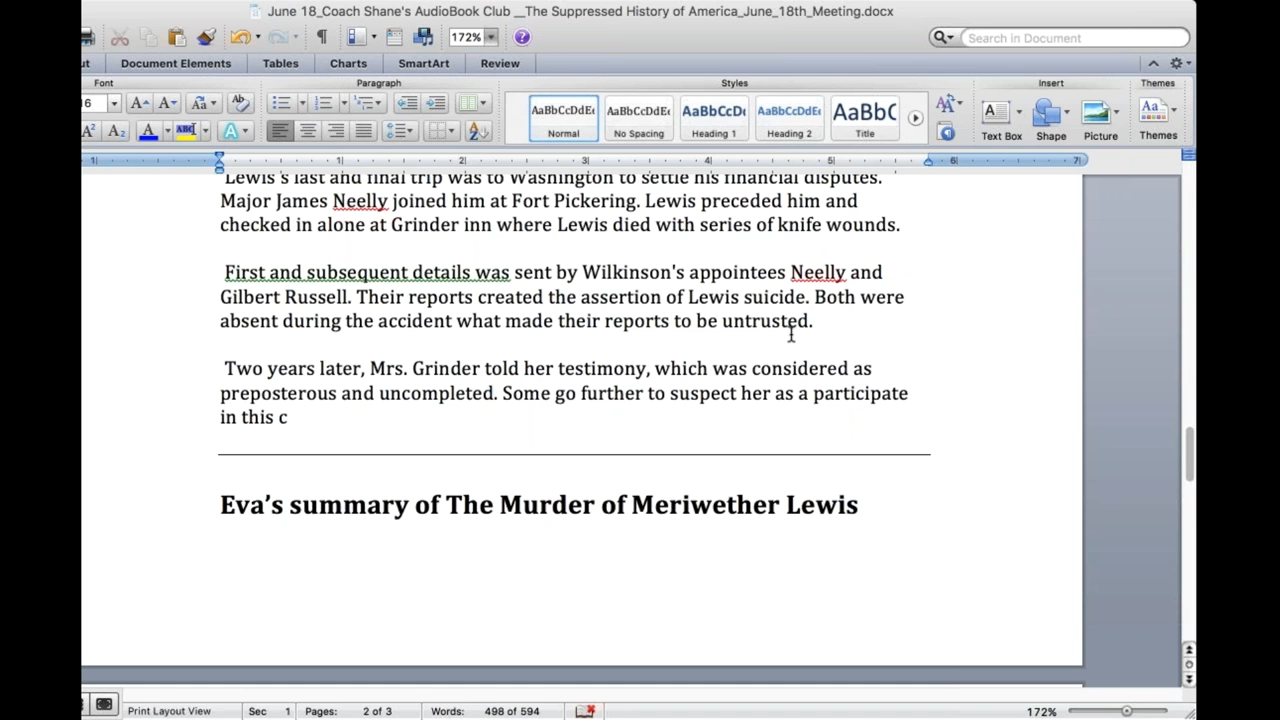 June 18_Coach Shane's AudioBook Club __The Suppressed History of America_June_18th_Meeting.docx
172%
Search in Document
Document Elements
Tables
Charts
SmartArt
Review
Font
Paragraph
Styles
Insert
Themes
AaBbCcDdEe
Normal
AaBbCcDdEe
No Spacing
AaBbCcDc
Heading 1
AaBbCcDdEe
Heading 2
AaBbC
Title
Text Box
Shape
Picture
Themes
Lewis's last and final trip was to Washington to settle his financial disputes.
Major James Neelly joined him at Fort Pickering. Lewis preceded him and
checked in alone at Grinder inn where Lewis died with series of knife wounds.
First and subsequent details was sent by Wilkinson's appointees Neelly and
Gilbert Russell. Their reports created the assertion of Lewis suicide. Both were
absent during the accident what made their reports to be untrusted.
Two years later, Mrs. Grinder told her testimony, which was considered as
preposterous and uncompleted. Some go further to suspect her as a participate
in this c
Eva's summary of The Murder of Meriwether Lewis
Print Layout View
Sec 1
Pages: 2 of 3
Words: 498 of 594
172%